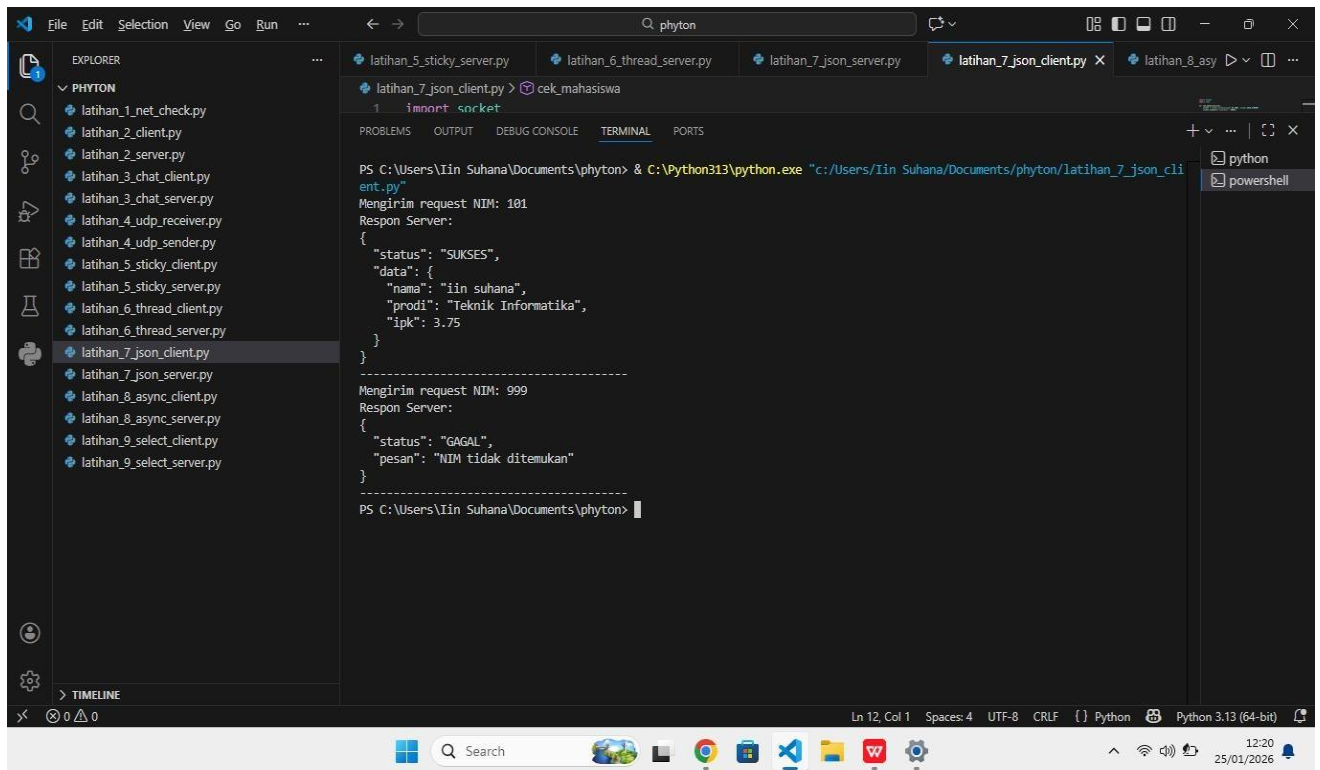 File Edit Selection View Go Run ··· phyton
EXPLORER ···
PHYTON
latihan_1_net_check.py
latihan_2_client.py
latihan_2_server.py
latihan_3_chat_client.py
latihan_3_chat_server.py
latihan_4_udp_receiver.py
latihan_4_udp_sender.py
latihan_5_sticky_client.py
latihan_5_sticky_server.py
latihan_6_thread_client.py
latihan_6_thread_server.py
latihan_7_json_client.py
latihan_7_json_server.py
latihan_8_async_client.py
latihan_8_async_server.py
latihan_9_select_client.py
latihan_9_select_server.py
TIMELINE
latihan_5_sticky_server.py latihan_6_thread_server.py latihan_7_json_server.py latihan_7_json_client.py latihan_8_asy ···
latihan_7_json_client.py > cek_mahasiswa
1 import socket
PROBLEMS OUTPUT DEBUG CONSOLE TERMINAL PORTS
PS C:\Users\Iin Suhana\Documents\phyton> & C:\Python313\python.exe "c:/Users/Iin Suhana/Documents/phyton/latihan_7_json_cli
ent.py"
Mengirim request NIM: 101
Respon Server:
{
"status": "SUKSES",
"data": {
"nama": "iin suhana",
"prodi": "Teknik Informatika",
"ipk": 3.75
}
}
----------------------------------------
Mengirim request NIM: 999
Respon Server:
{
"status": "GAGAL",
"pesan": "NIM tidak ditemukan"
}
----------------------------------------
PS C:\Users\Iin Suhana\Documents\phyton>
python
powershell
0 0 Ln 12, Col 1 Spaces: 4 UTF-8 CRLF {} Python Python 3.13 (64-bit)
1
Search
12:20
25/01/2026